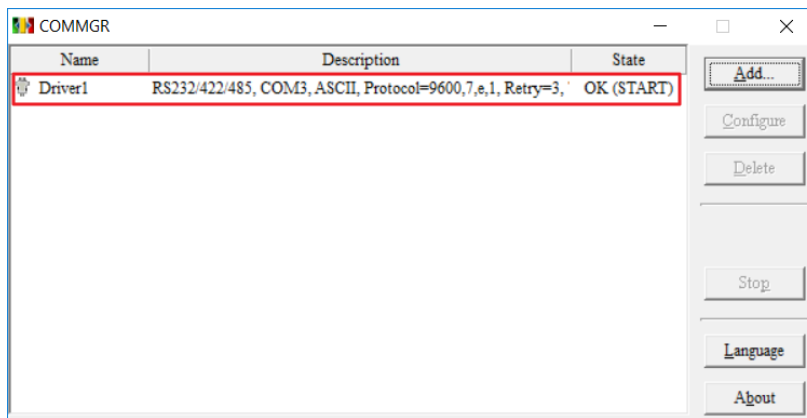 COMMGR
Name Description State
Driver1 RS232/422/485, COM3, ASCII, Protocol=9600,7,e,1, Retry=3, OK (START)
Add...
Configure
Delete
Stop
Language
About